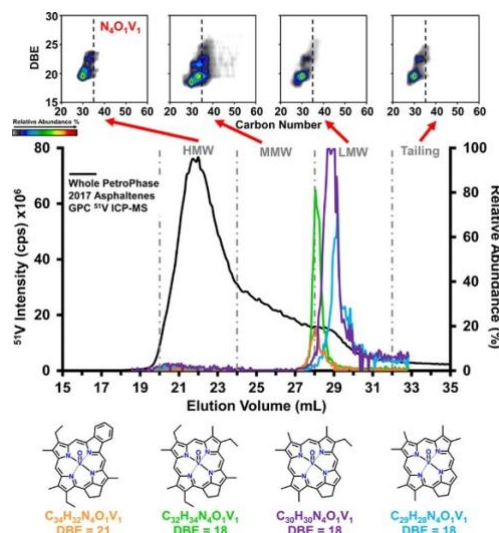 N₄O₁V₁
DBE
30
25
20
15
20 30 40 50 60
20 30 40 50 60
20 30 40 50 60
20 30 40 50 60
Relative Abundance %
Carbon Number
HMW
MMW
LMW
Tailing
Whole PetroPhase
2017 Asphaltenes
GPC ⁵¹V ICP-MS
⁵¹V Intensity (cps) x10⁶
80
60
40
20
0
Relative Abundance (%)
100
80
60
40
20
0
15 17 19 21 23 25 27 29 31 33 35
Elution Volume (mL)
C₃₄H₃₂N₄O₁V₁
DBE = 21
C₃₂H₃₄N₄O₁V₁
DBE = 18
C₃₀H₃₀N₄O₁V₁
DBE = 18
C₂₉H₂₈N₄O₁V₁
DBE = 18